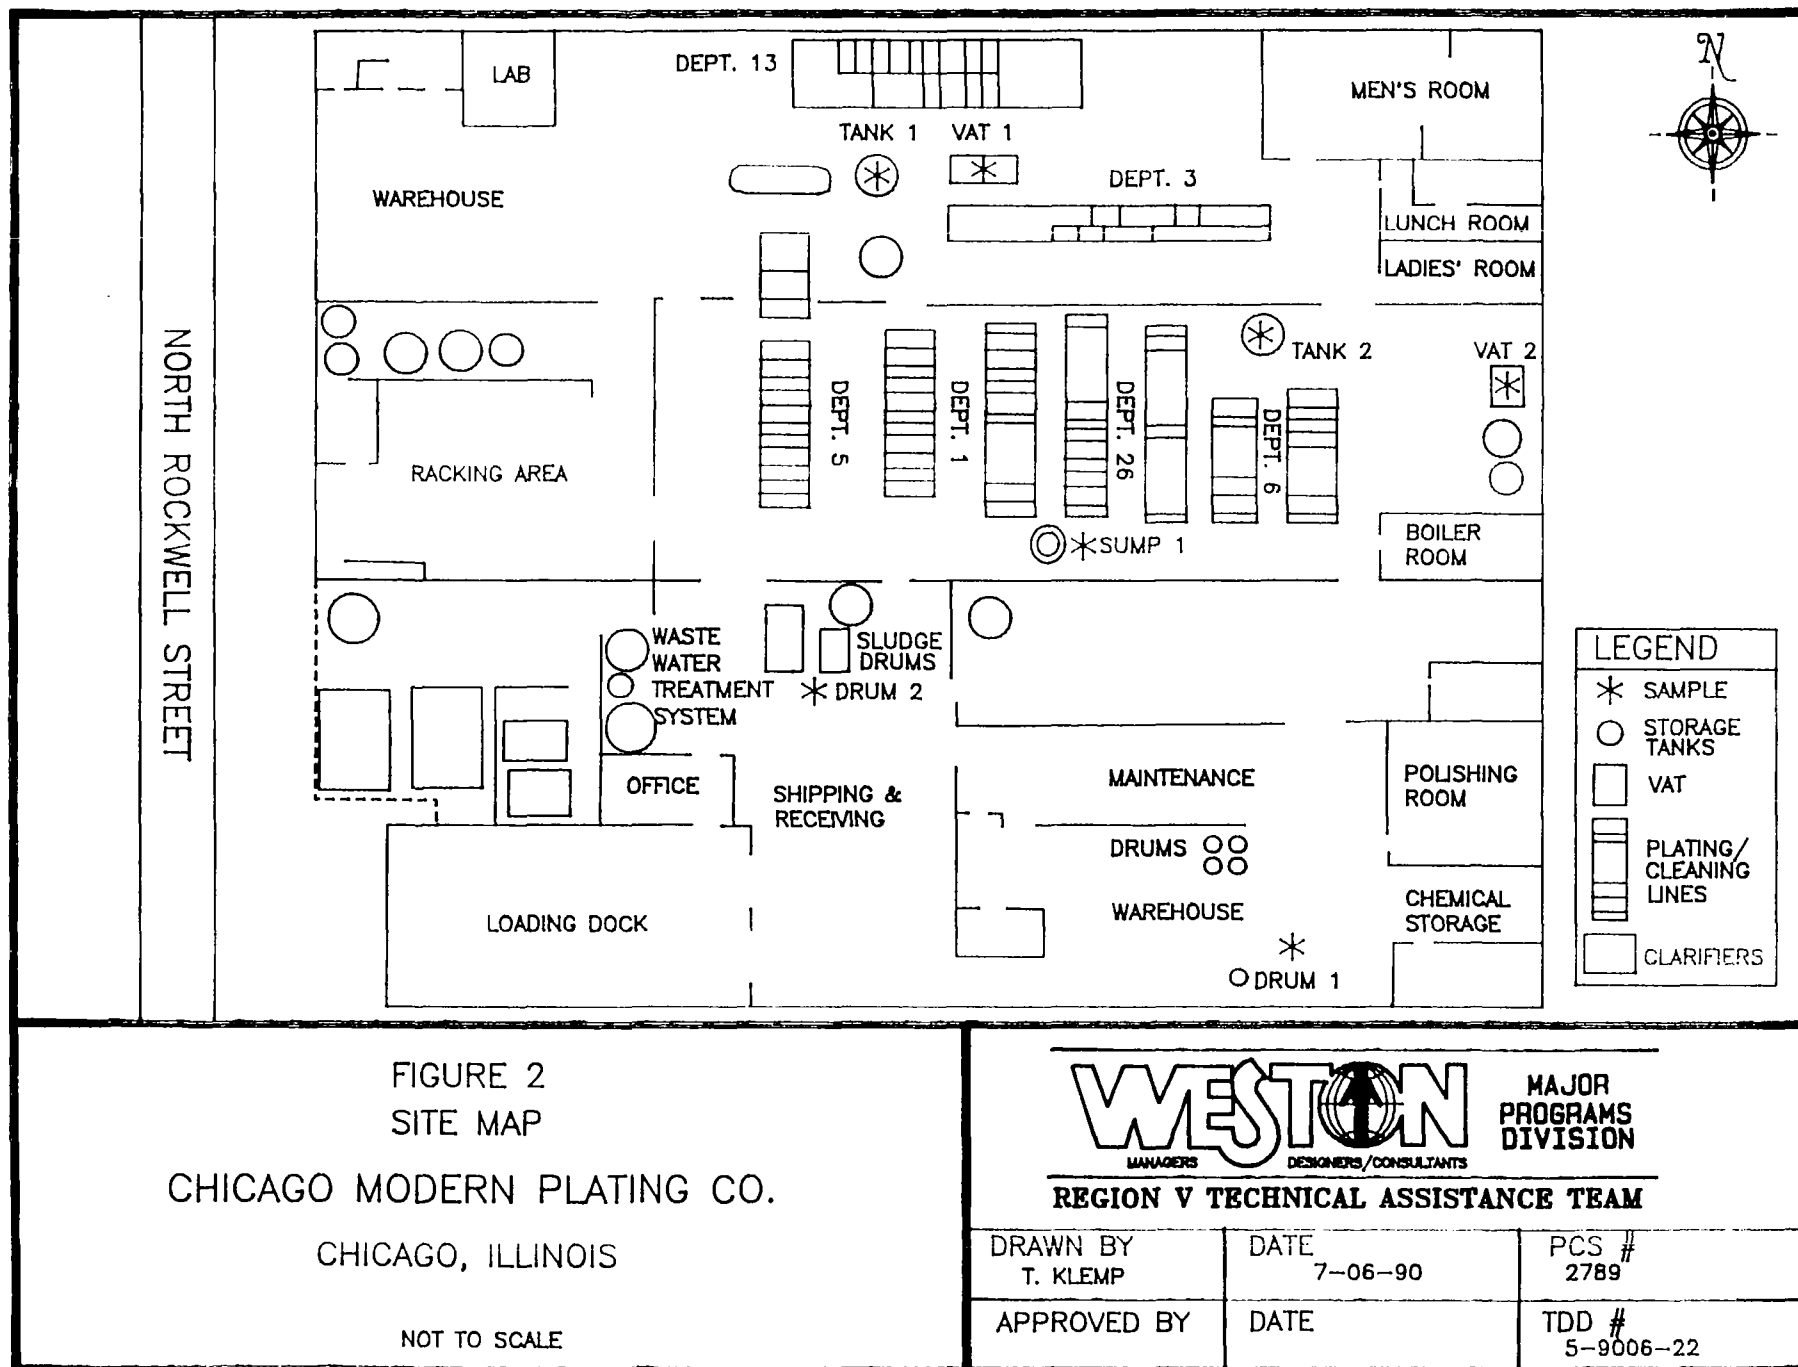 N
LAB
DEPT. 13
MEN'S ROOM
TANK 1
VAT 1
WAREHOUSE
DEPT. 3
LUNCH ROOM
LADIES' ROOM
NORTH ROCKWELL STREET
TANK 2
VAT 2
DEPT. 5
DEPT. 1
DEPT. 26
DEPT. 6
RACKING AREA
SUMP 1
BOILER
ROOM
WASTE
WATER
TREATMENT
SYSTEM
SLUDGE
DRUMS
DRUM 2
OFFICE
SHIPPING &
RECEIVING
MAINTENANCE
POLISHING
ROOM
DRUMS
WAREHOUSE
CHEMICAL
STORAGE
LOADING DOCK
DRUM 1
LEGEND
SAMPLE
STORAGE
TANKS
VAT
PLATING/
CLEANING
LINES
CLARIFIERS
FIGURE 2
SITE MAP
CHICAGO MODERN PLATING CO.
CHICAGO, ILLINOIS
NOT TO SCALE
WESTON
MANAGERS
DESIGNERS/CONSULTANTS
MAJOR
PROGRAMS
DIVISION
REGION V TECHNICAL ASSISTANCE TEAM
DRAWN BY
T. KLEMP
DATE
7-06-90
PCS #
2789
APPROVED BY
DATE
TDD #
5-9006-22